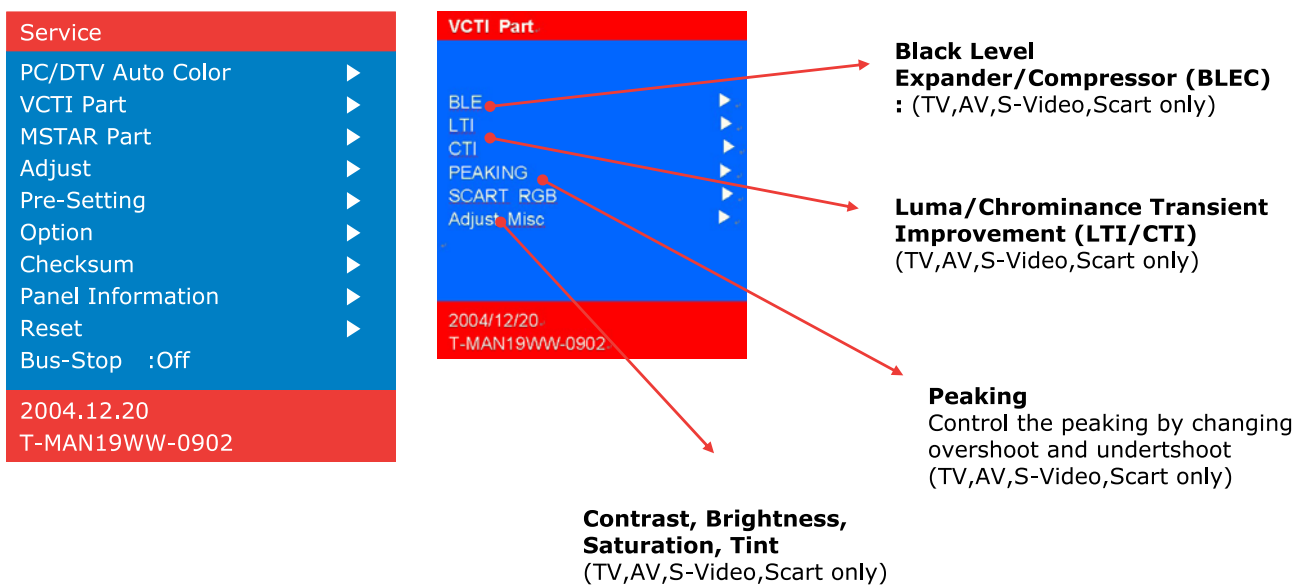 Service
PC/DTV Auto Color
VCTI Part
MSTAR Part
Adjust
Pre-Setting
Option
Checksum
Panel Information
Reset
Bus-Stop :Off
2004.12.20
T-MAN19WW-0902
VCTI Part
BLE
LTI
CTI
PEAKING
SCART RGB
Adjust Misc
2004/12/20
T-MAN19WW-0902
Black Level
Expander/Compressor (BLEC)
: (TV,AV,S-Video,Scart only)
Luma/Chrominance Transient
Improvement (LTI/CTI)
(TV,AV,S-Video,Scart only)
Peaking
Control the peaking by changing
overshoot and undertshoot
(TV,AV,S-Video,Scart only)
Contrast, Brightness,
Saturation, Tint
(TV,AV,S-Video,Scart only)